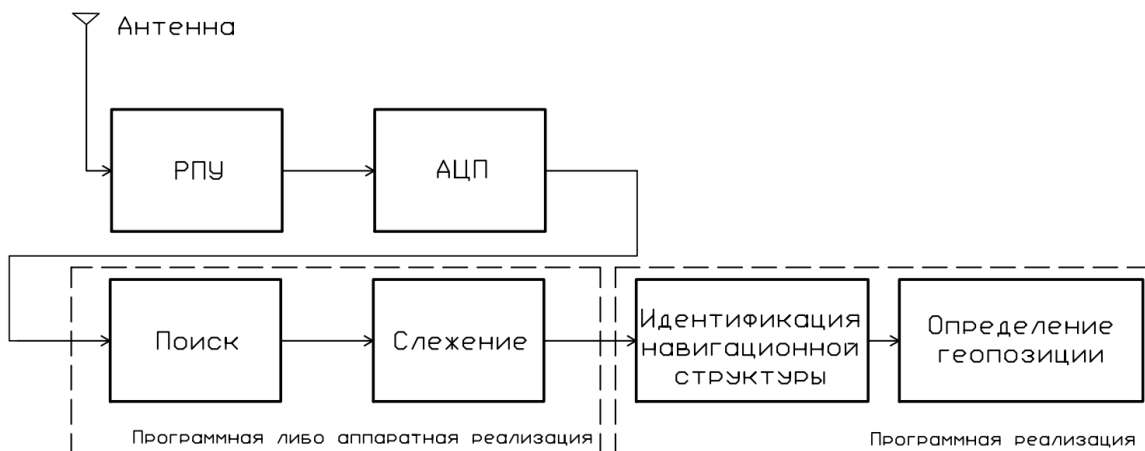 Антенна
РПУ
АЦП
Поиск
Слежение
Идентификация
навигационной
структуры
Определение
геопозиции
Программная либо аппаратная реализация
Программная реализация